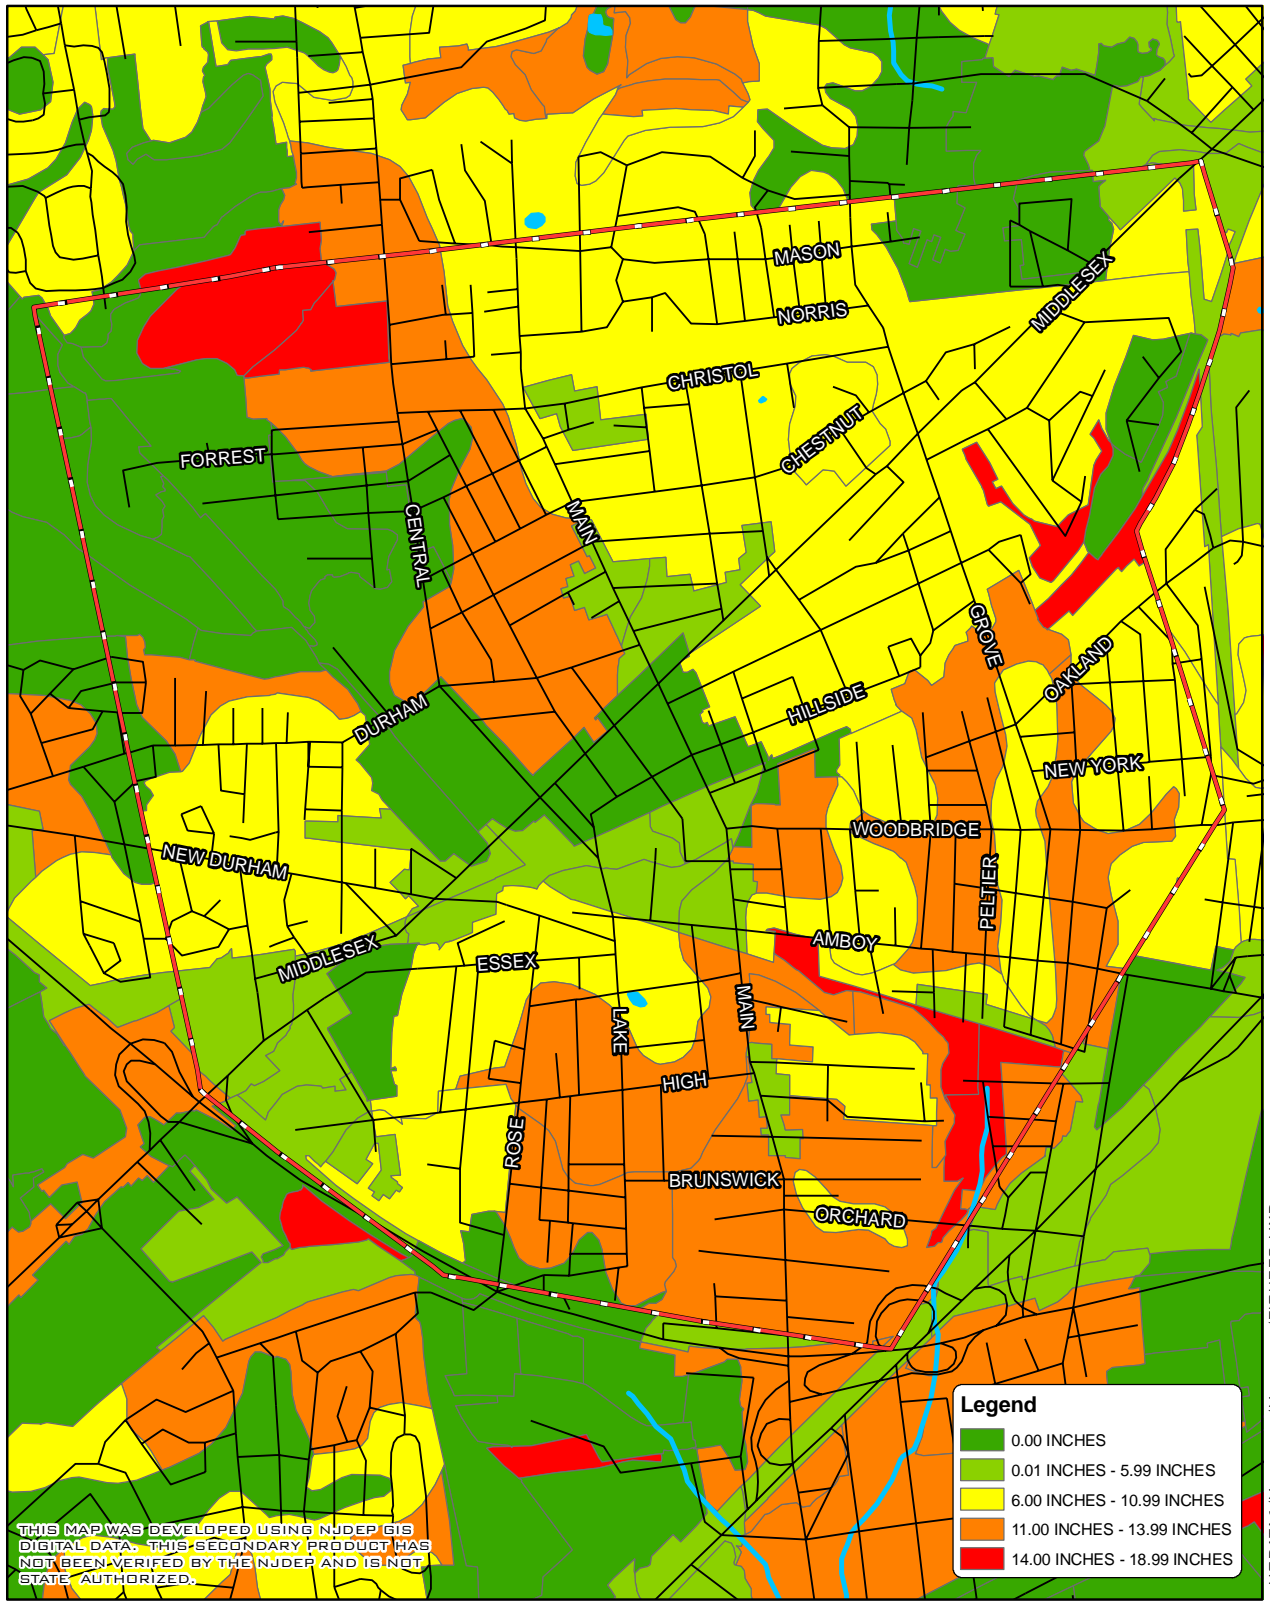 MASON
MIDDLESEX
NORRIS
CHRISTOL
CHESTNUT
FORREST
MAIN
CENTRAL
GROVE
OAKLAND
HILLSIDE
DURHAM
NEW YORK
WOODBRIDGE
NEW DURHAM
PELTIER
AMBOY
MIDDLESEX
ESSEX
MAIN
LAKE
HIGH
ROSE
BRUNSWICK
ORCHARD
Legend
0.00 INCHES
0.01 INCHES - 5.99 INCHES
6.00 INCHES - 10.99 INCHES
11.00 INCHES - 13.99 INCHES
14.00 INCHES - 18.99 INCHES
THIS MAP WAS DEVELOPED USING NJDEP GIS
DIGITAL DATA. THIS SECONDARY PRODUCT HAS
NOT BEEN VERIFED BY THE NJDEP AND IS NOT
STATE AUTHORIZED.